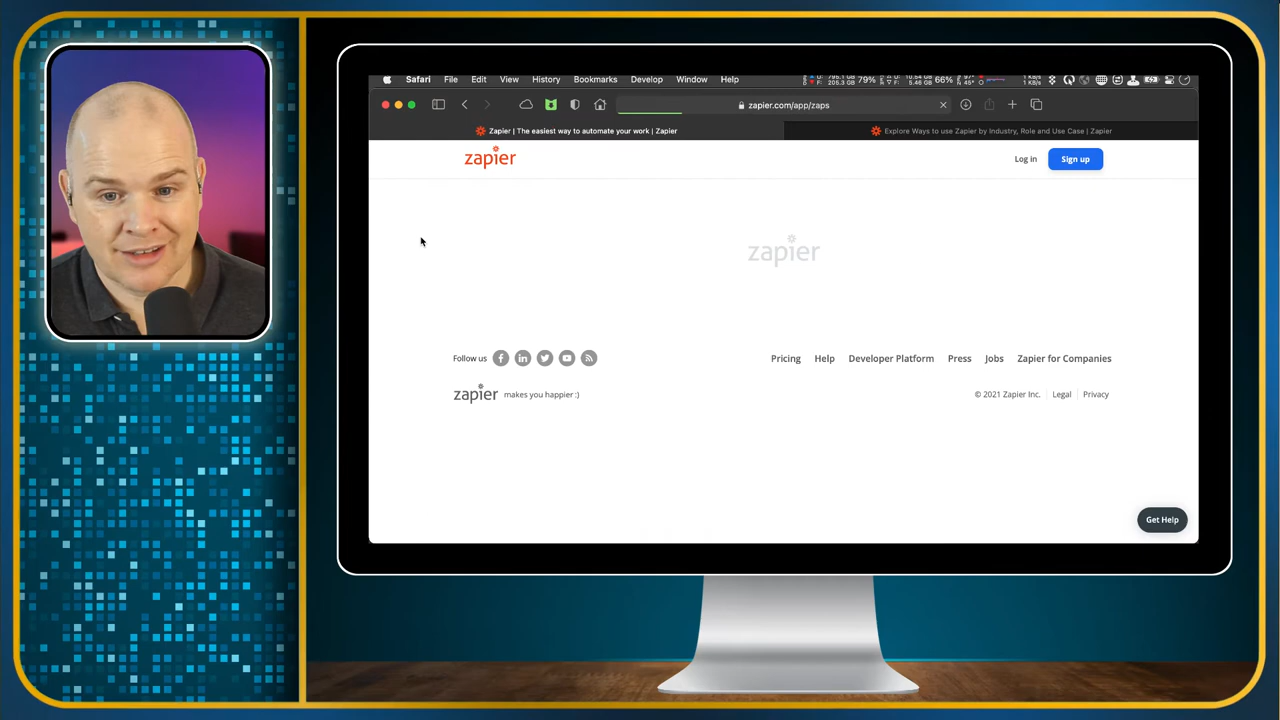 Safari File Edit View History Bookmarks Develop Window Help
79% 66%
zapier.com/app/zaps
Zapier | The easiest way to automate your work | Zapier
Explore Ways to use Zapier by Industry, Role and Use Case | Zapier
zapier
Log in
Sign up
zapier
Follow us
Pricing Help Developer Platform Press Jobs Zapier for Companies
zapier makes you happier :)
© 2021 Zapier Inc. Legal Privacy
Get Help